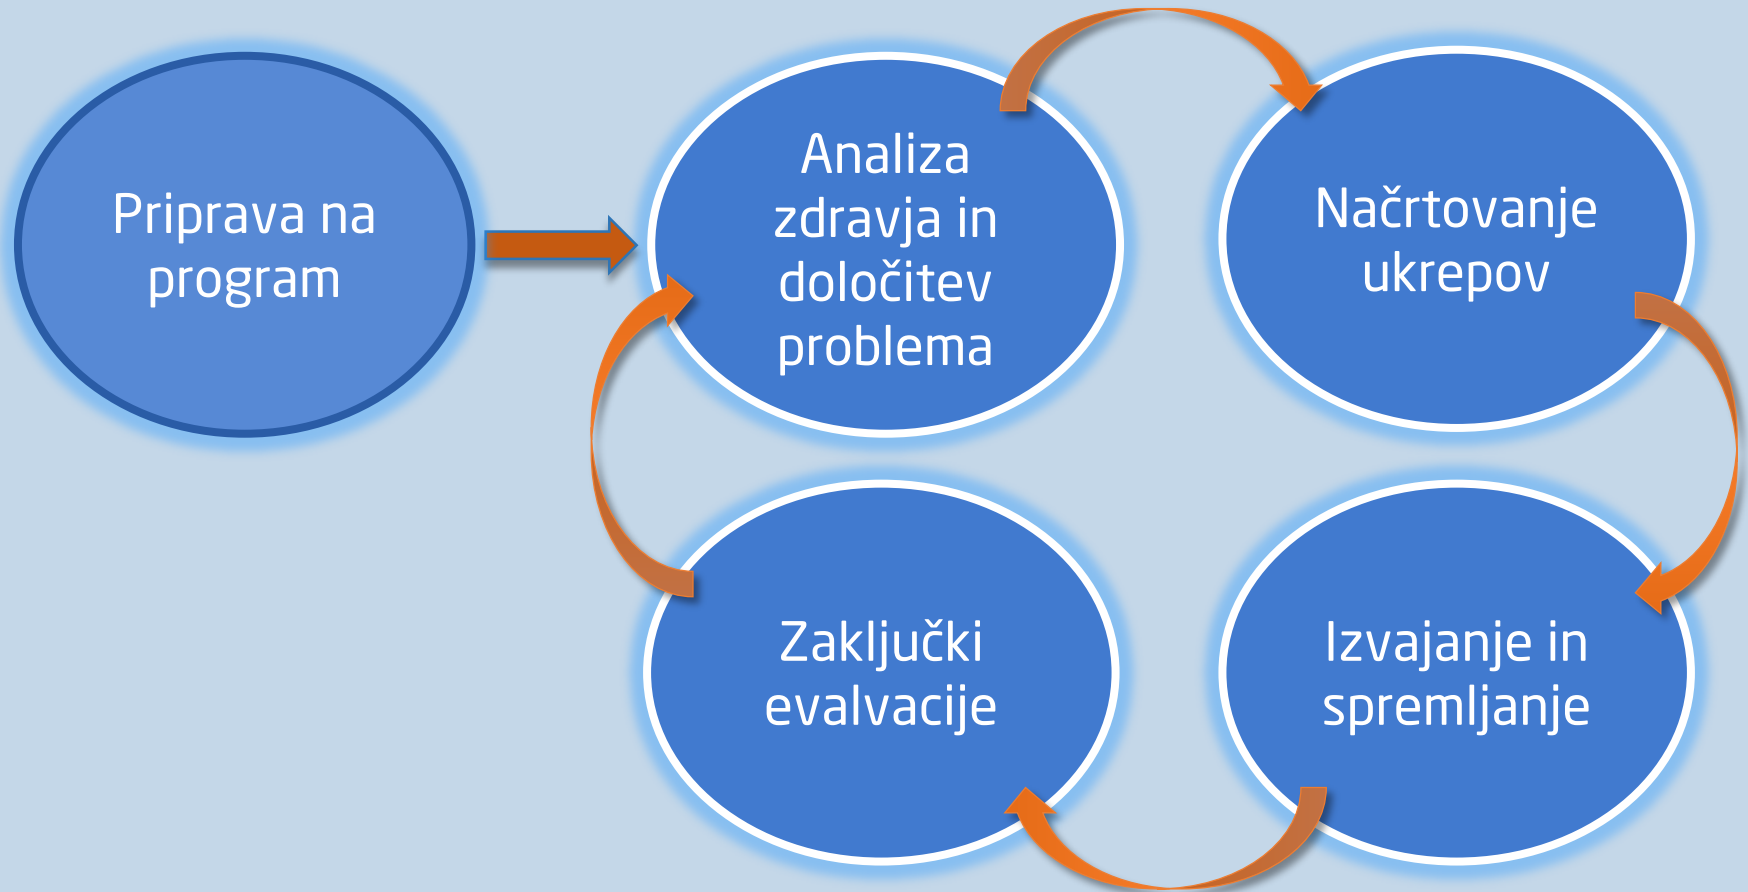 Priprava na
program
Analiza
zdravja in
določitev
problema
Načrtovanje
ukrepov
Zaključki
evalvacije
Izvajanje in
spremljanje